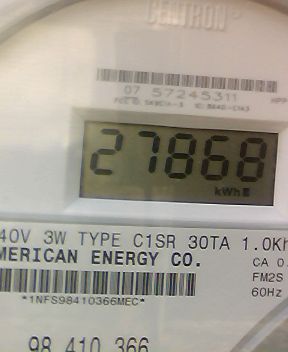 CENTRON®
07 57245311
27868
kWh
40V 3W TYPE C1SR 30TA 1.0Kh
MERICAN ENERGY CO.
CA 0.
FM2S
60Hz
*1NFS98410366MEC*
98 410 366